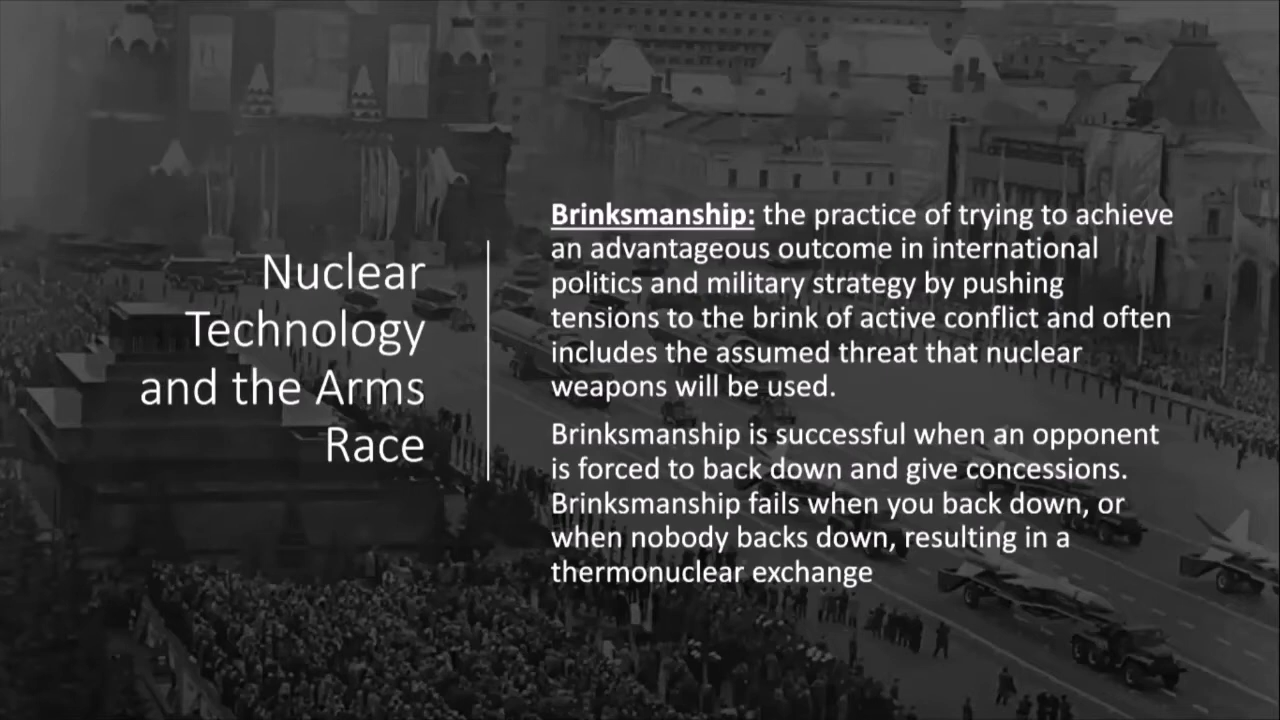 Nuclear
Technology
and the Arms
Race
Brinksmanship: the practice of trying to achieve
an advantageous outcome in international
politics and military strategy by pushing
tensions to the brink of active conflict and often
includes the assumed threat that nuclear
weapons will be used.
Brinksmanship is successful when an opponent
is forced to back down and give concessions.
Brinksmanship fails when you back down, or
when nobody backs down, resulting in a
thermonuclear exchange